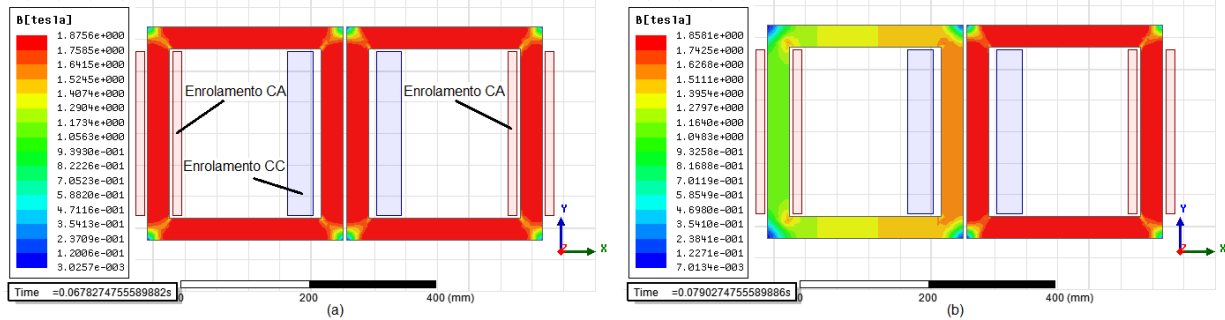 B[tesla]
1.8756e+000
1.7585e+000
1.6415e+000
1.5245e+000
1.4074e+000
1.2904e+000
1.1734e+000
1.0563e+000
9.3930e-001
8.2226e-001
7.0523e-001
5.8820e-001
4.7116e-001
3.5413e-001
2.3709e-001
1.2006e-001
3.0257e-003
Enrolamento CA
Enrolamento CA
Enrolamento CC
Y
Z
X
Time =0.0678274755589882s
0
200
400 (mm)
(a)
B[tesla]
1.8581e+000
1.7425e+000
1.6268e+000
1.5111e+000
1.3954e+000
1.2797e+000
1.1640e+000
1.0483e+000
9.3258e-001
8.1688e-001
7.0119e-001
5.8549e-001
4.6980e-001
3.5410e-001
2.3841e-001
1.2271e-001
7.0134e-003
Y
Z
X
Time =0.0790274755589886s
0
200
400 (mm)
(b)